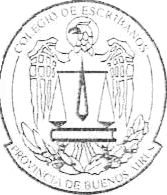 COLEGIO DE ESCRIBANOS
PROVINCIA DE BUENOS AIRES